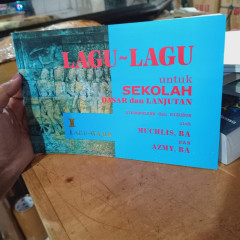 LAGU~LAGU
untuk
SEKOLAH
DASAR dan LANJUTAN
oleh
MUCHLIS, BA
dan
AZMY, BA
I